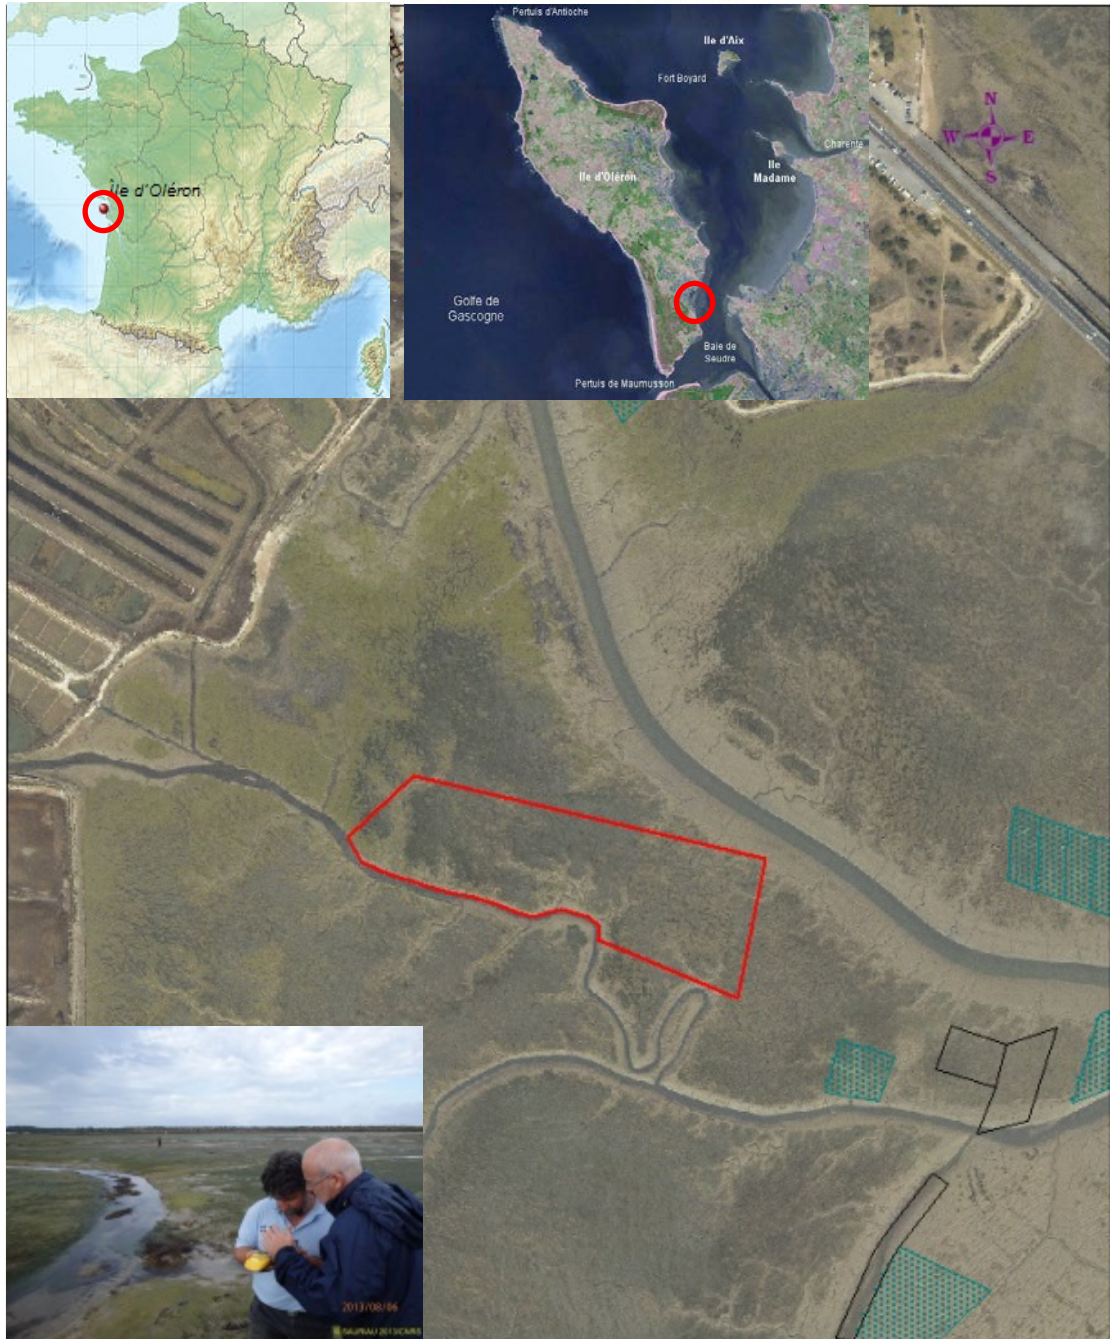 Île d'Oléron
Pertuis d'Antioche
Ile d'Aix
Fort Boyard
Charente
Ile
Madame
Ile d'Oléron
Golfe de
Gascogne
Baie de
Seudre
Pertuis de Maumusson
N
W E
S
2013/08/06